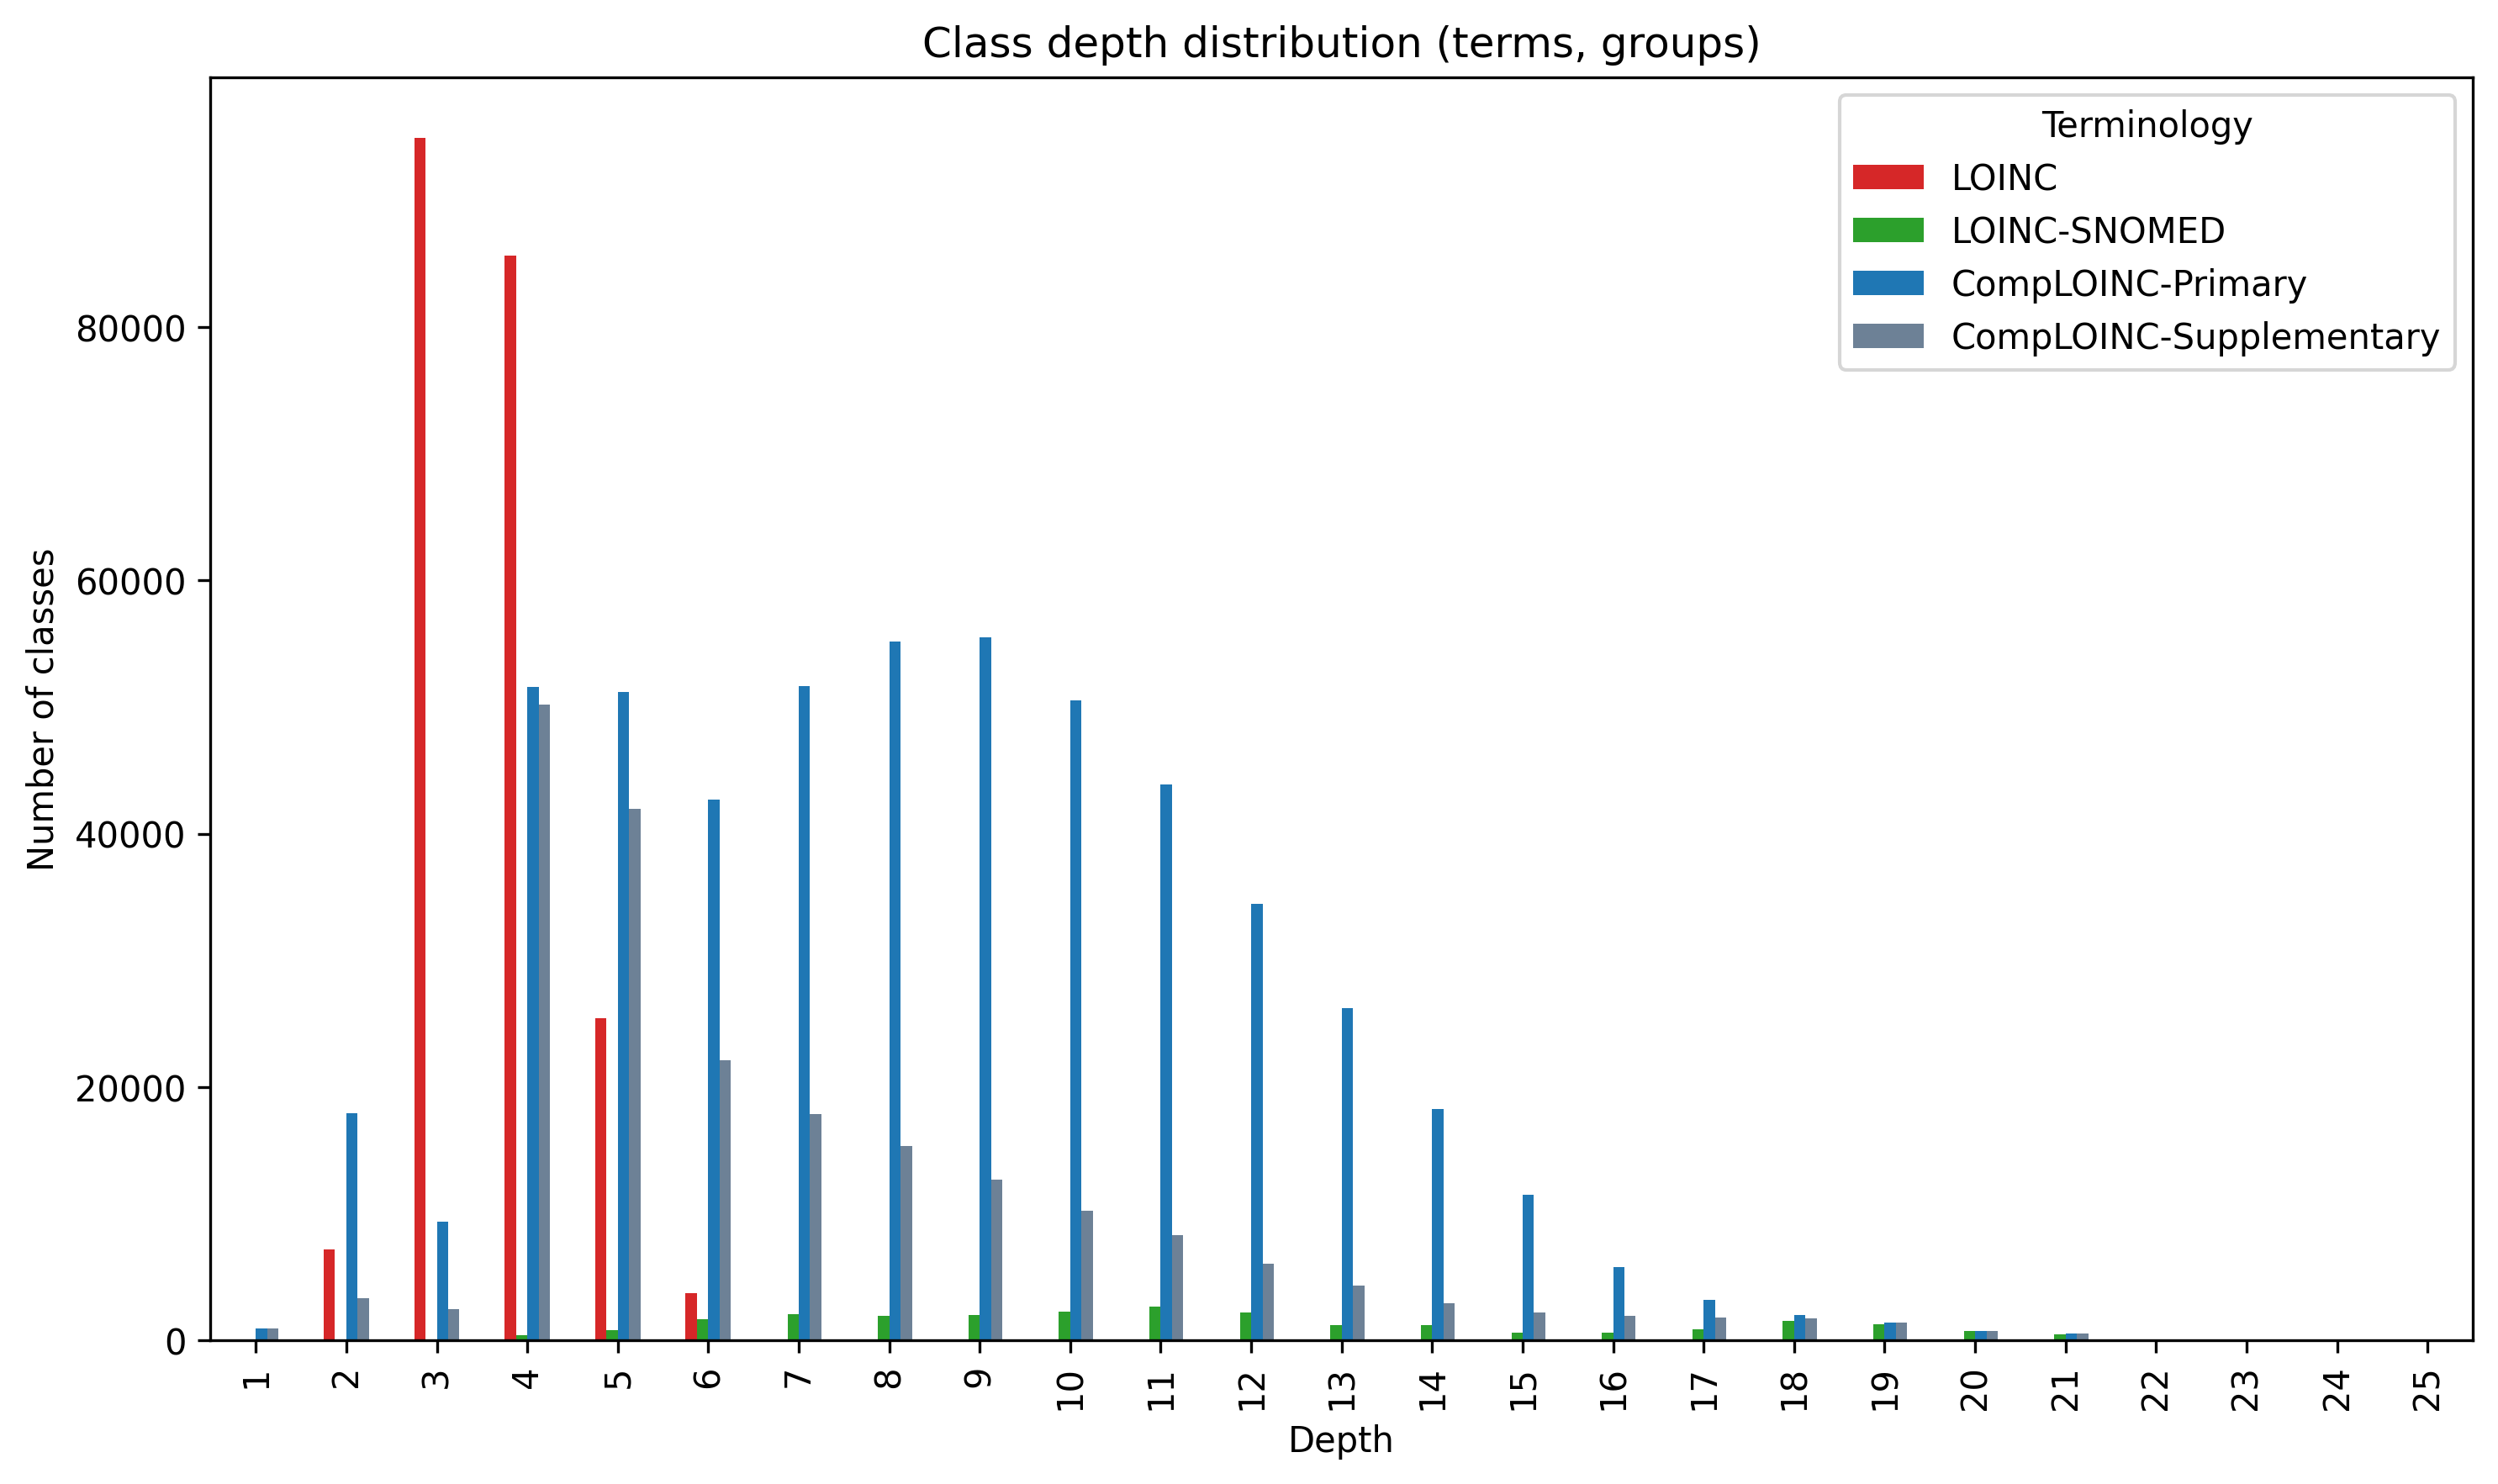 Class depth distribution (terms, groups)
Terminology
LOINC
LOINC-SNOMED
CompLOINC-Primary
CompLOINC-Supplementary
Number of classes
80000
60000
40000
20000
0
1 2 3 4 5 6 7 8 9 10 11 12 13 14 15 16 17 18 19 20 21 22 23 24 25
Depth